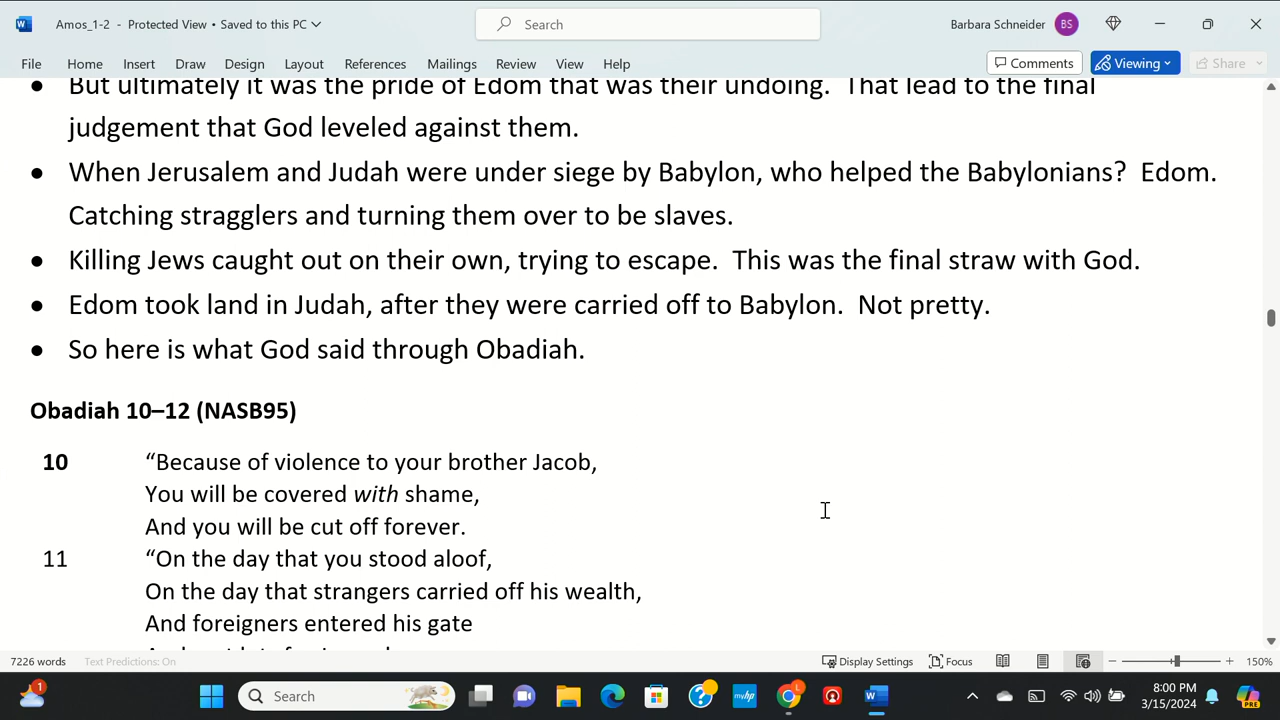 Amos_1-2 • Protected View • Saved to this PC
Search
Barbara Schneider BS
File Home Insert Draw Design Layout References Mailings Review View Help Comments Viewing Share
• But ultimately it was the pride of Edom that was their undoing. That lead to the final
judgement that God leveled against them.
• When Jerusalem and Judah were under siege by Babylon, who helped the Babylonians? Edom.
Catching stragglers and turning them over to be slaves.
• Killing Jews caught out on their own, trying to escape. This was the final straw with God.
• Edom took land in Judah, after they were carried off to Babylon. Not pretty.
• So here is what God said through Obadiah.
Obadiah 10–12 (NASB95)
10 “Because of violence to your brother Jacob,
You will be covered with shame,
And you will be cut off forever.
11 “On the day that you stood aloof,
On the day that strangers carried off his wealth,
And foreigners entered his gate
7226 words Text Predictions: On Display Settings Focus 150%
1 Search hp L 8:00 PM PRE
3/15/2024